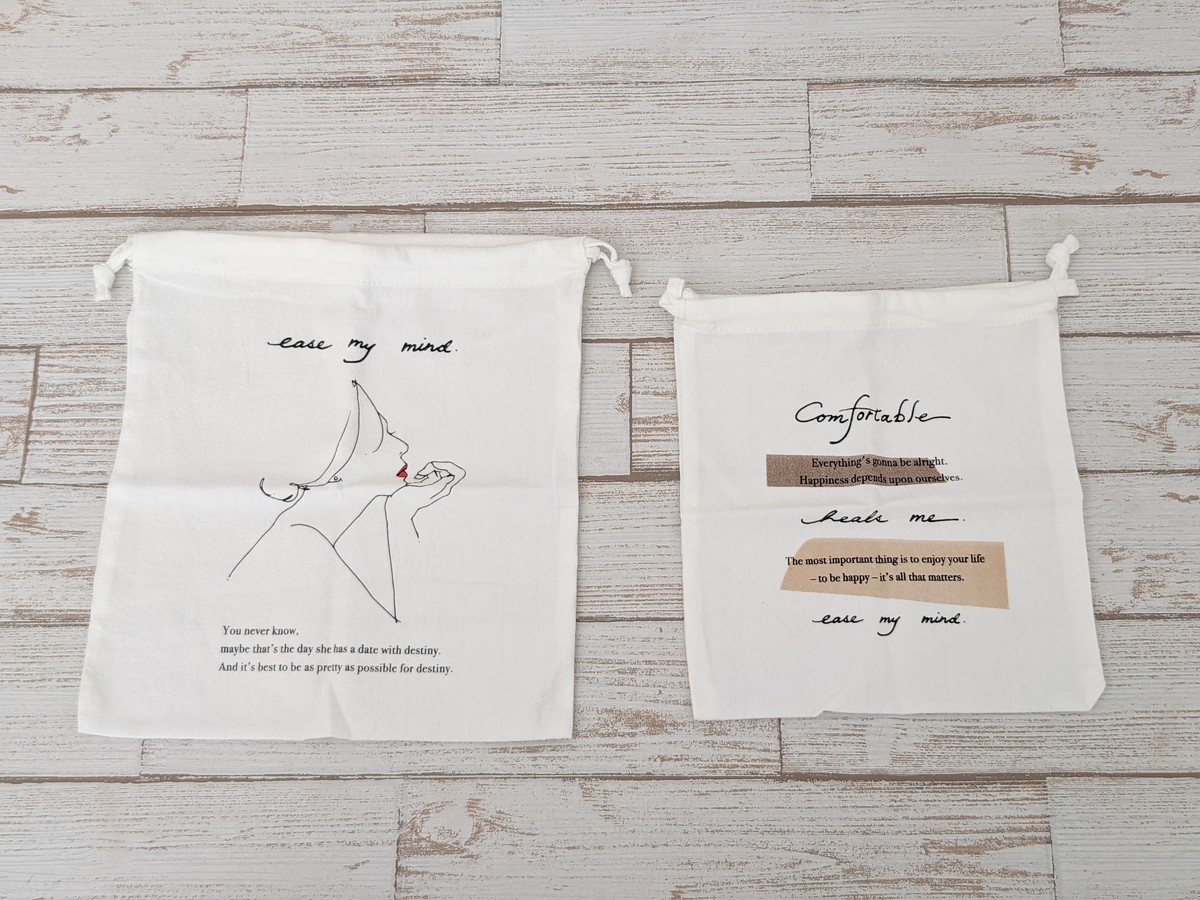 ease my mind.
You never know,
maybe that's the day she has a date with destiny.
And it's best to be as pretty as possible for destiny.
Comfortable
Everything's gonna be alright.
Happiness depends upon ourselves.
heals me.
The most important thing is to enjoy your life
– to be happy – it's all that matters.
ease my mind.